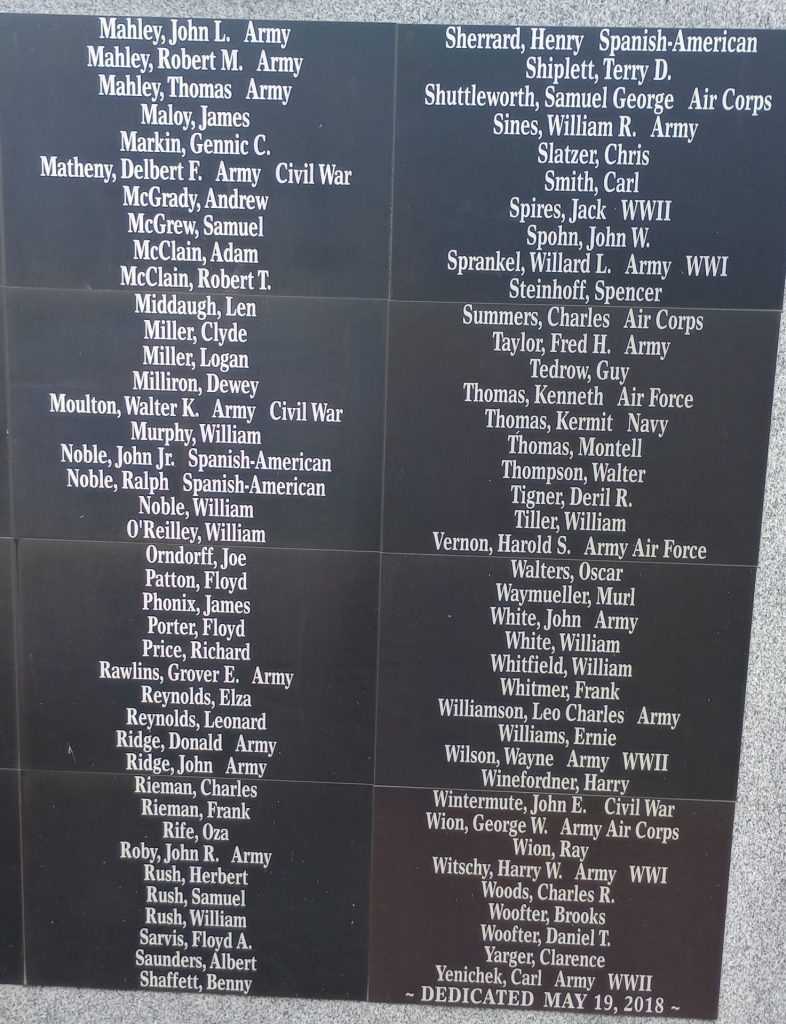 Mahley, John L. Army
Mahley, Robert M. Army
Mahley, Thomas Army
Maloy, James
Markin, Gennic C.
Matheny, Delbert F. Army Civil War
McGrady, Andrew
McGrew, Samuel
McClain, Adam
McClain, Robert T.
Middaugh, Len
Miller, Clyde
Miller, Logan
Milliron, Dewey
Moulton, Walter K. Army Civil War
Murphy, William
Noble, John Jr. Spanish-American
Noble, Ralph Spanish-American
Noble, William
O'Reilley, William
Orndorff, Joe
Patton, Floyd
Phonix, James
Porter, Floyd
Price, Richard
Rawlins, Grover E. Army
Reynolds, Elza
Reynolds, Leonard
Ridge, Donald Army
Ridge, John Army
Rieman, Charles
Rieman, Frank
Rife, Oza
Roby, John R. Army
Rush, Herbert
Rush, Samuel
Rush, William
Sarvis, Floyd A.
Saunders, Albert
Shaffett, Benny
Sherrard, Henry Spanish-American
Shiplett, Terry D.
Shuttleworth, Samuel George Air Corps
Sines, William R. Army
Slatzer, Chris
Smith, Carl
Spires, Jack WWII
Spohn, John W.
Sprankel, Willard L. Army WWI
Steinhoff, Spencer
Summers, Charles Air Corps
Taylor, Fred H. Army
Tedrow, Guy
Thomas, Kenneth Air Force
Thomas, Kermit Navy
Thomas, Montell
Thompson, Walter
Tigner, Deril R.
Tiller, William
Vernon, Harold S. Army Air Force
Walters, Oscar
Waymueller, Murl
White, John Army
White, William
Whitfield, William
Whitmer, Frank
Williamson, Leo Charles Army
Williams, Ernie
Wilson, Wayne Army WWII
Winefordner, Harry
Wintermute, John E. Civil War
Wion, George W. Army Air Corps
Wion, Ray
Witschy, Harry W. Army WWI
Woods, Charles R.
Woofter, Brooks
Woofter, Daniel T.
Yarger, Clarence
Yenichek, Carl Army WWII
~ DEDICATED MAY 19, 2018 ~